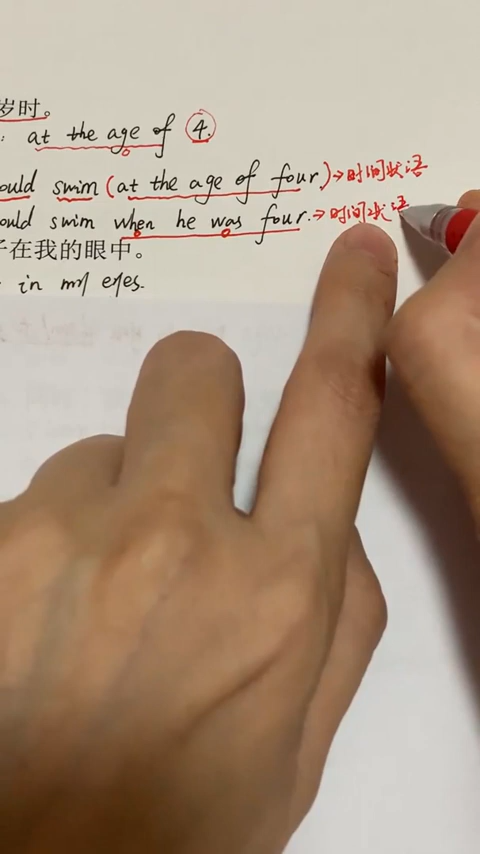 岁时。
: at the age of 4.
ould swim (at the age of four.)→时间状语
ould swim when he was four.→时间状语
子在我的眼中。
in my eyes.